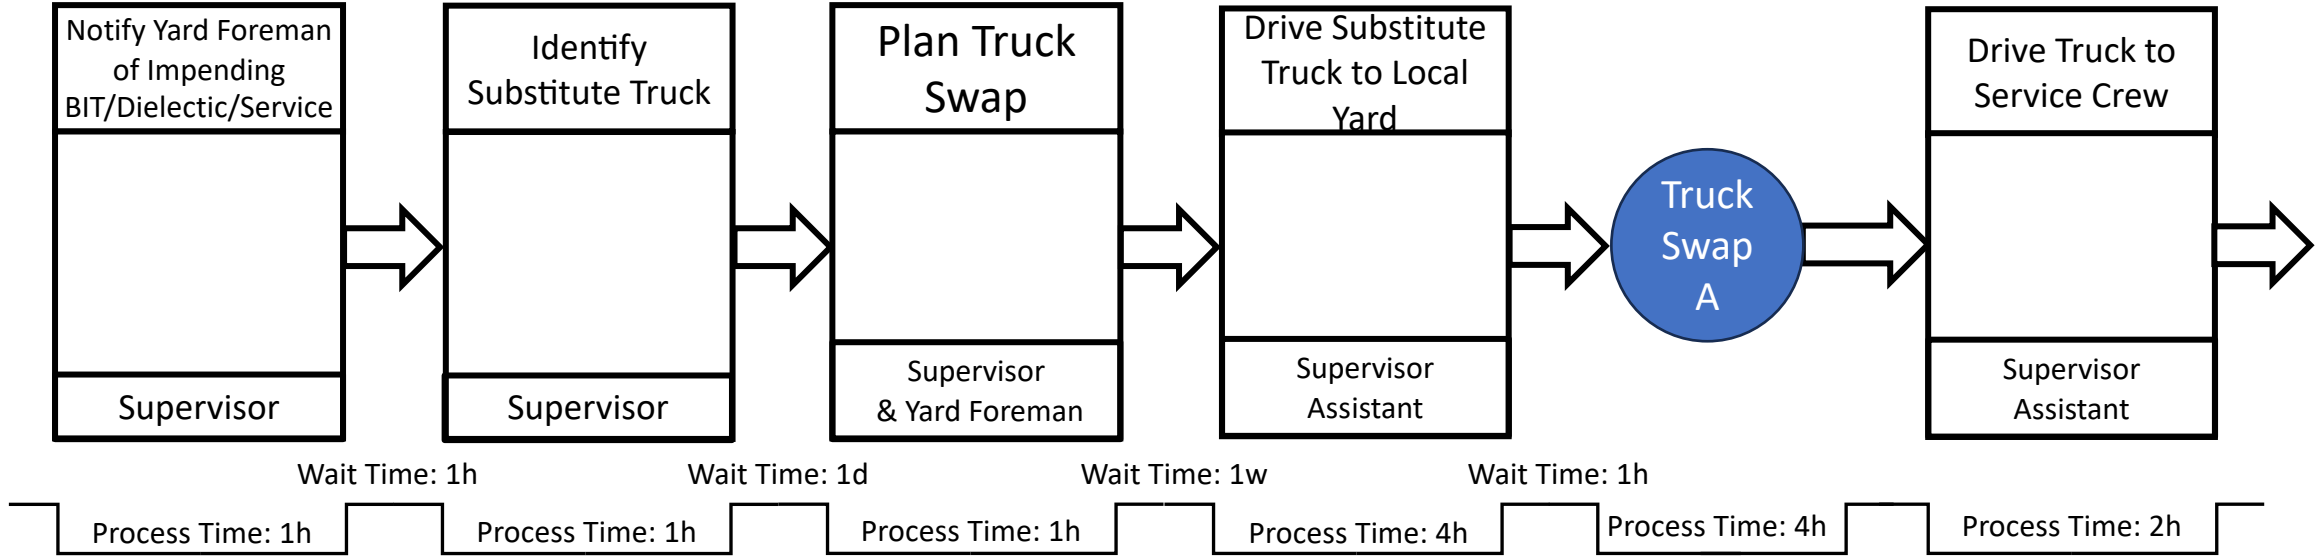 Notify Yard Foreman
of Impending
BIT/Dielectic/Service
Supervisor
Identify
Substitute Truck
Supervisor
Plan Truck
Swap
Supervisor
& Yard Foreman
Drive Substitute
Truck to Local
Yard
Supervisor
Assistant
Truck
Swap
A
Drive Truck to
Service Crew
Supervisor
Assistant
Wait Time: 1h
Wait Time: 1d
Wait Time: 1w
Wait Time: 1h
Process Time: 1h
Process Time: 1h
Process Time: 1h
Process Time: 4h
Process Time: 4h
Process Time: 2h